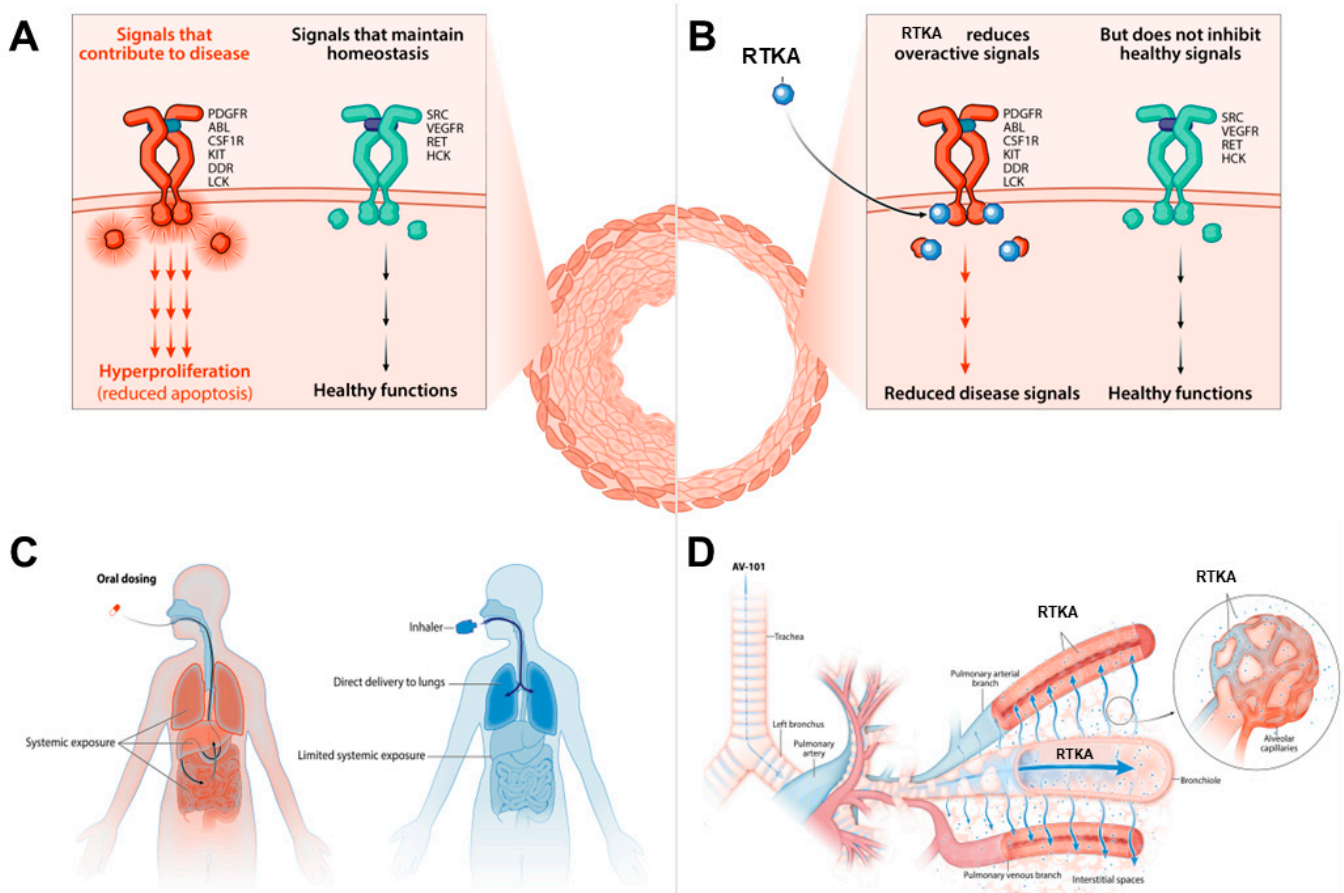 A
Signals that
contribute to disease
Signals that maintain
homeostasis
PDGFR
ABL
CSF1R
KIT
DDR
LCK
SRC
VEGFR
RET
HCK
Hyperproliferation
(reduced apoptosis)
Healthy functions
B
RTKA
RTKA reduces
overactive signals
But does not inhibit
healthy signals
PDGFR
ABL
CSF1R
KIT
DDR
LCK
SRC
VEGFR
RET
HCK
Reduced disease signals
Healthy functions
C
Oral dosing
Systemic exposure
Inhaler
Direct delivery to lungs
Limited systemic exposure
D
AV-101
Trachea
Left bronchus
Pulmonary
artery
Pulmonary arterial
branch
RTKA
RTKA
Alveolar
capillaries
RTKA
Bronchiole
Pulmonary venous branch
Interstitial spaces